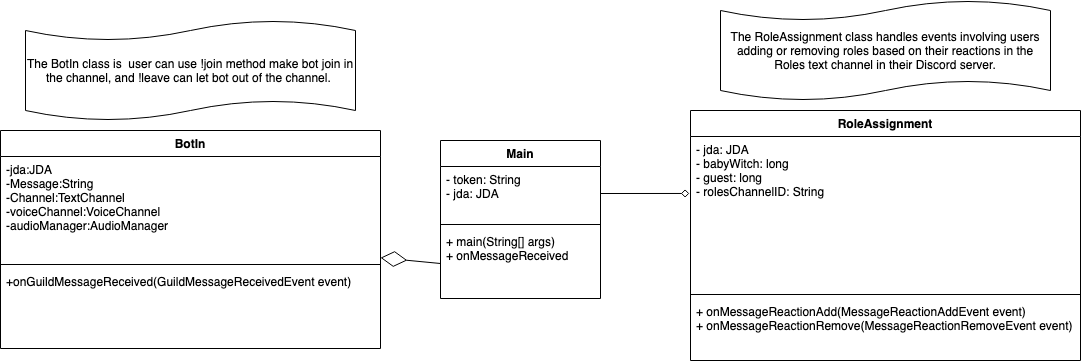 The BotIn class is  user can use !join method make bot join in
the channel, and !leave can let bot out of the channel.
The RoleAssignment class handles events involving users
adding or removing roles based on their reactions in the
Roles text channel in their Discord server.
BotIn
-jda:JDA
-Message:String
-Channel:TextChannel
-voiceChannel:VoiceChannel
-audioManager:AudioManager
+onGuildMessageReceived(GuildMessageReceivedEvent event)
Main
- token: String
- jda: JDA
+ main(String[] args)
+ onMessageReceived
RoleAssignment
- jda: JDA
- babyWitch: long
- guest: long
- rolesChannelID: String
+ onMessageReactionAdd(MessageReactionAddEvent event)
+ onMessageReactionRemove(MessageReactionRemoveEvent event)